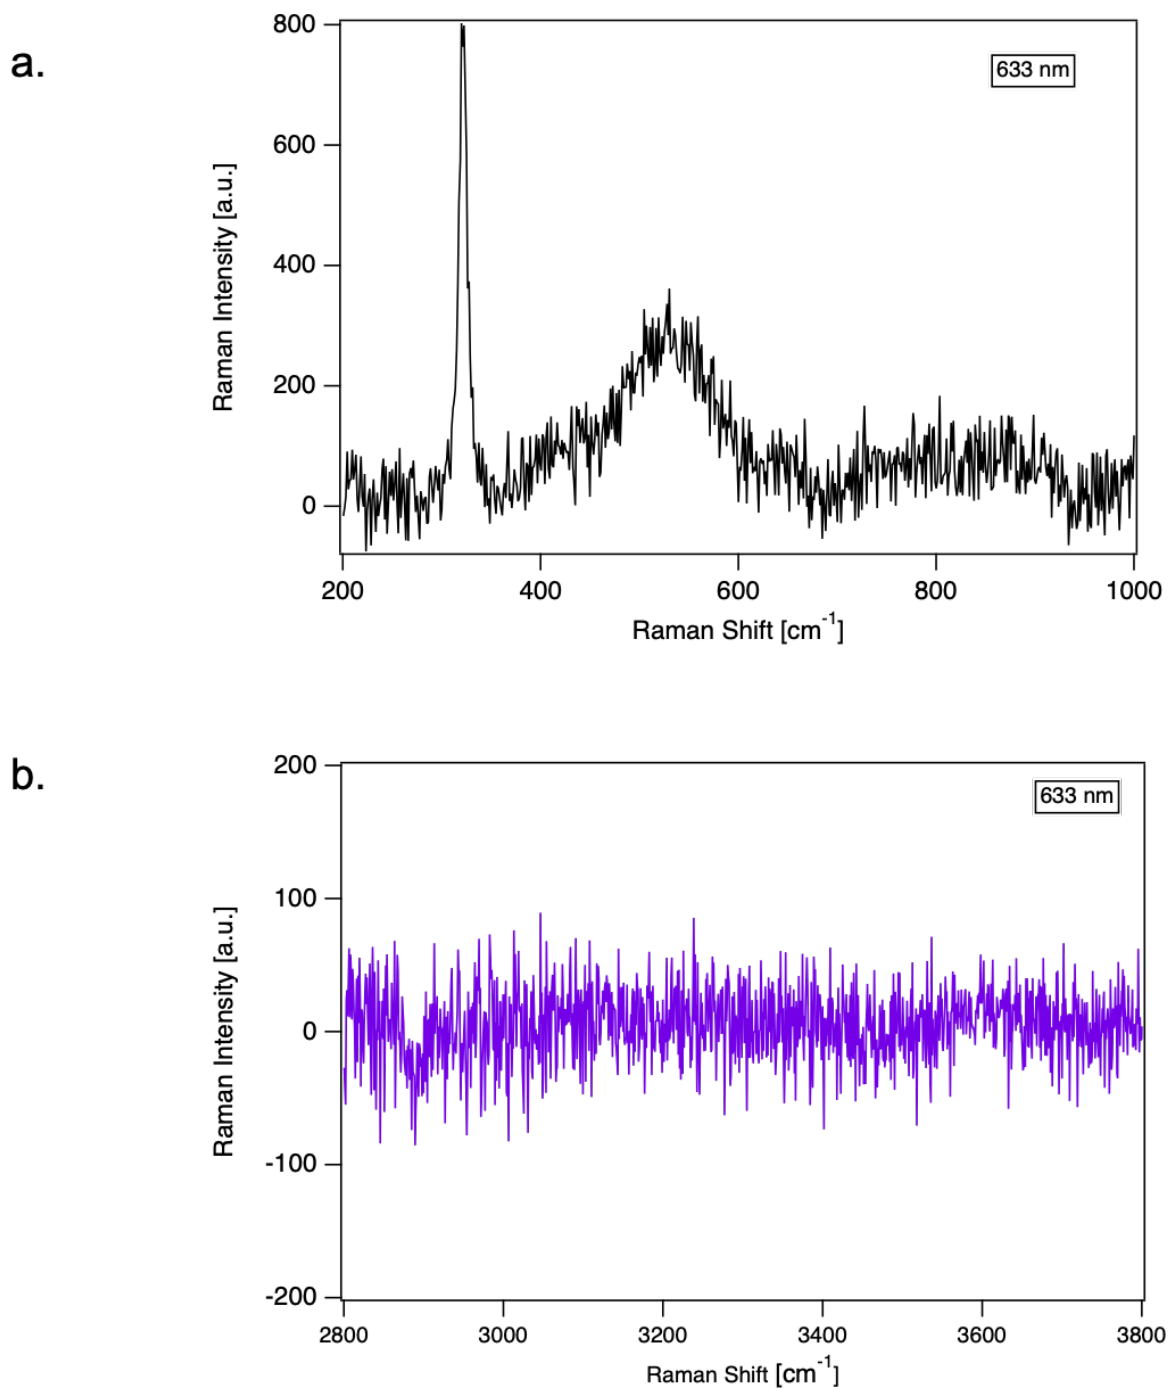 a.
800
600
400
200
0
Raman Intensity [a.u.]
633 nm
200 400 600 800 1000
Raman Shift [cm⁻¹]
b.
200
100
0
-100
-200
Raman Intensity [a.u.]
633 nm
2800 3000 3200 3400 3600 3800
Raman Shift [cm⁻¹]